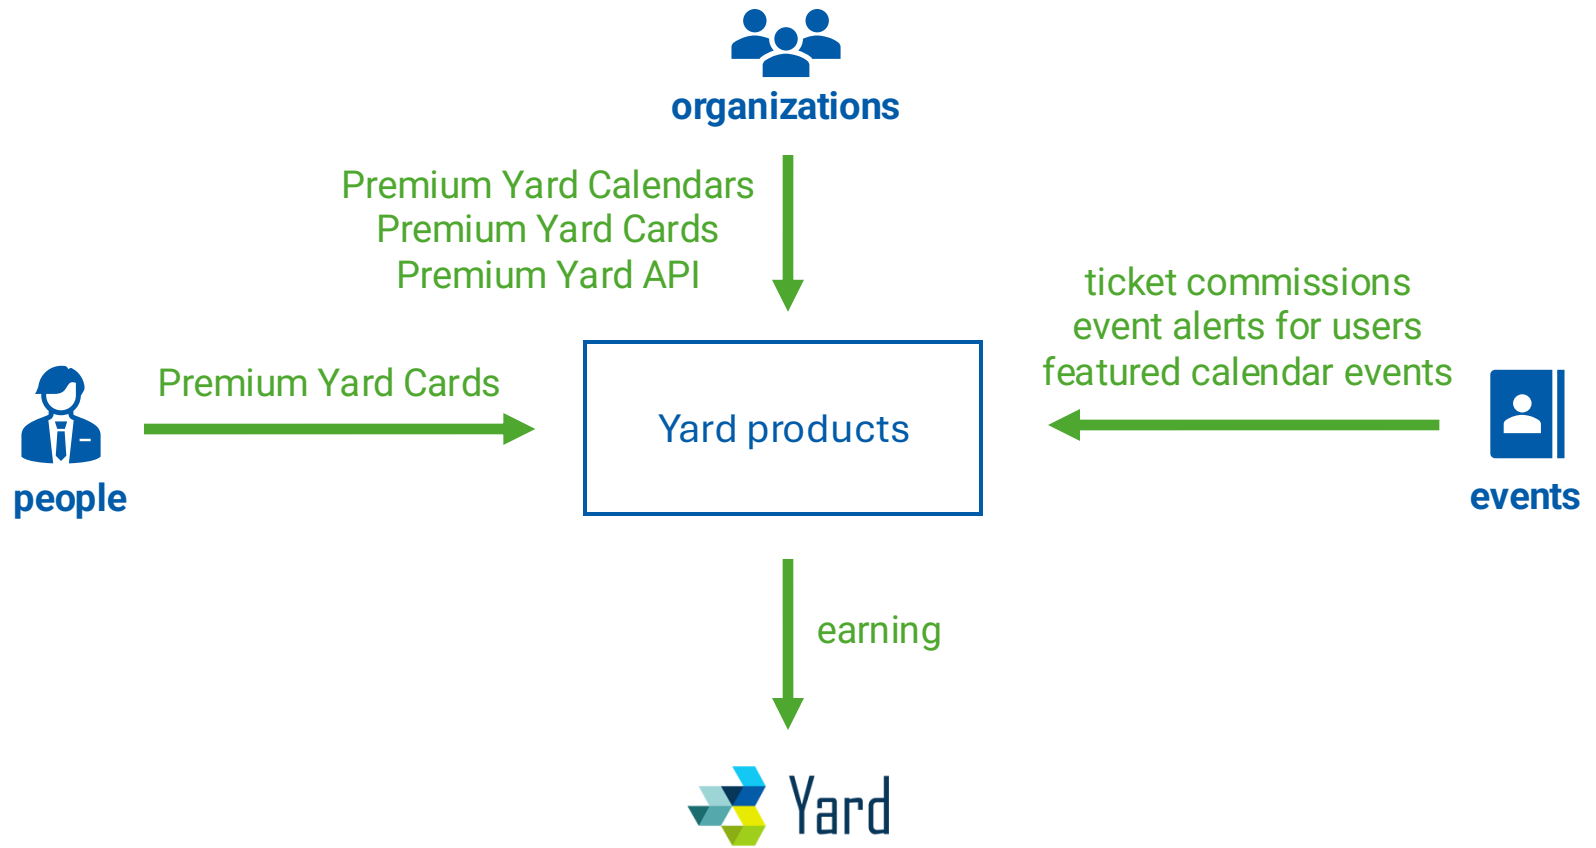 organizations
Premium Yard Calendars
Premium Yard Cards
Premium Yard API
ticket commissions
event alerts for users
featured calendar events
Premium Yard Cards
people
Yard products
events
earning
Yard